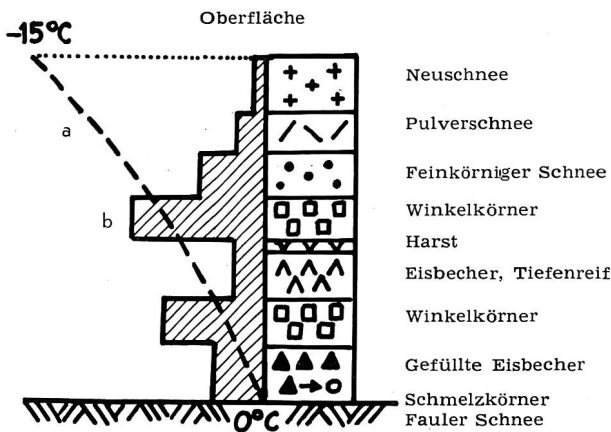 Oberfläche
-15°C
a
Neuschnee
Pulverschnee
Feinkörniger Schnee
b
Winkelkörner
Harst
Eisbecher, Tiefenreif
Winkelkörner
Gefüllte Eisbecher
Schmelzkörner
0°C
Fauler Schnee